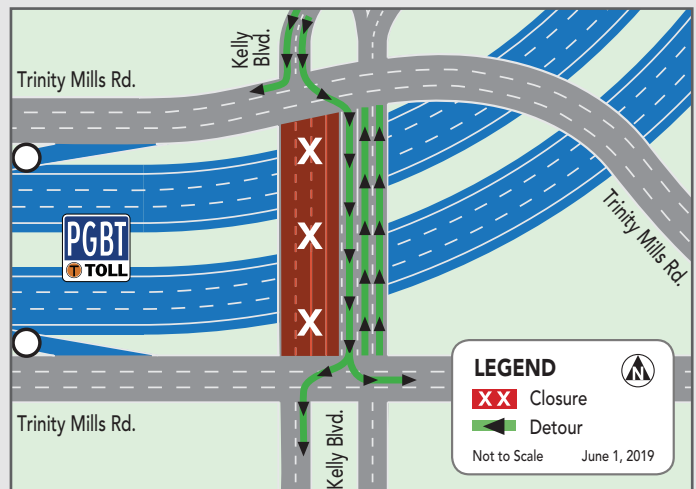 Kelly
Blvd.
Trinity Mills Rd.
X
PGBT
T TOLL
X
Trinity Mills Rd.
X
Trinity Mills Rd.
Kelly Blvd.
LEGEND
N
X X Closure
Detour
Not to Scale June 1, 2019